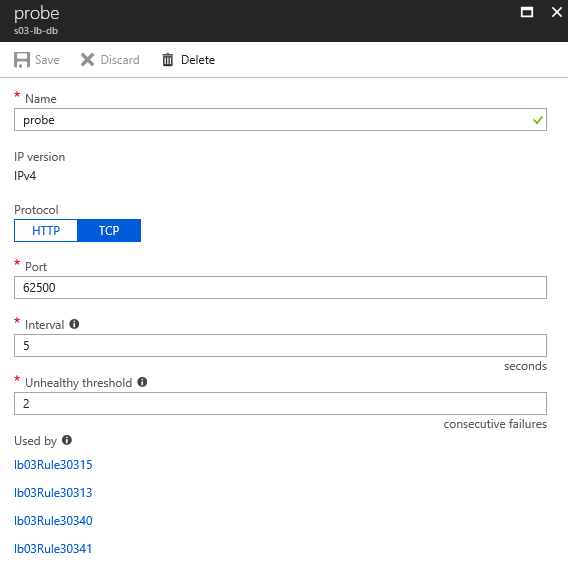 probe
s03-lb-db
Save Discard Delete
* Name
probe
IP version
IPv4
Protocol
HTTP TCP
* Port
62500
* Interval
5
seconds
* Unhealthy threshold
2
consecutive failures
Used by
lb03Rule30315
lb03Rule30313
lb03Rule30340
lb03Rule30341